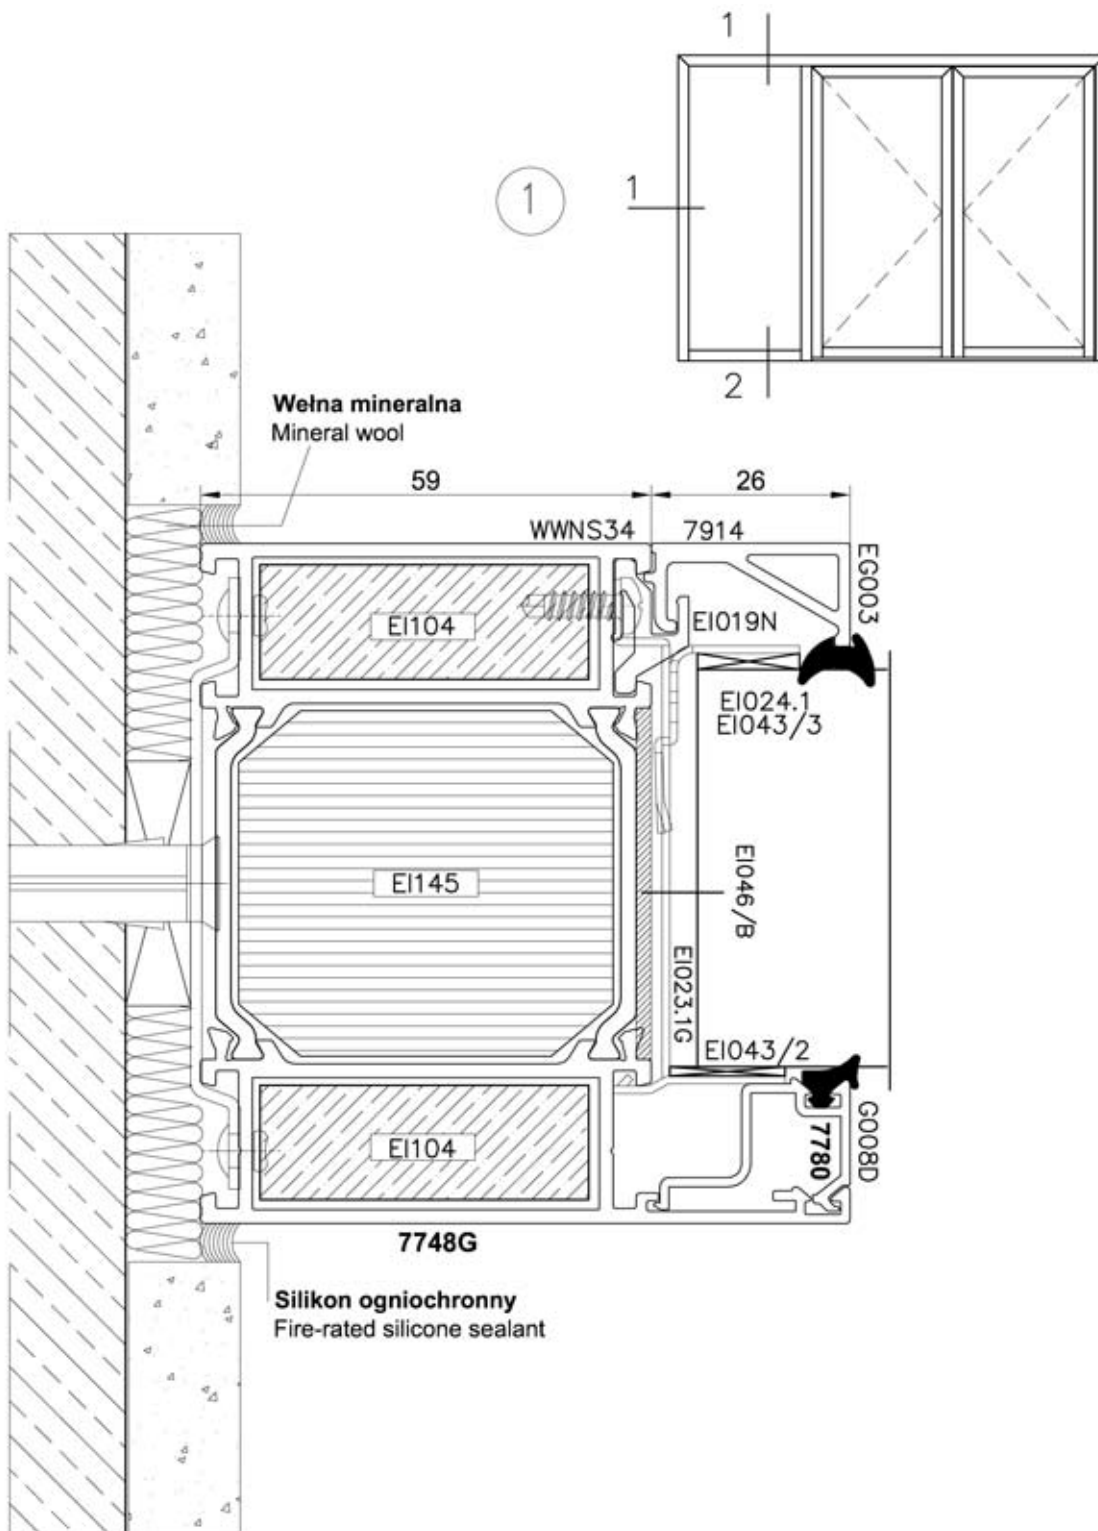 1
1
1
2
Wełna mineralna
Mineral wool
59
26
WWNS34
7914
EG003
EI104
EI019N
EI024.1
EI043/3
EI145
EI046/B
EI023.1G
EI043/2
EI104
7780
G008D
7748G
Silikon ogniochronny
Fire-rated silicone sealant